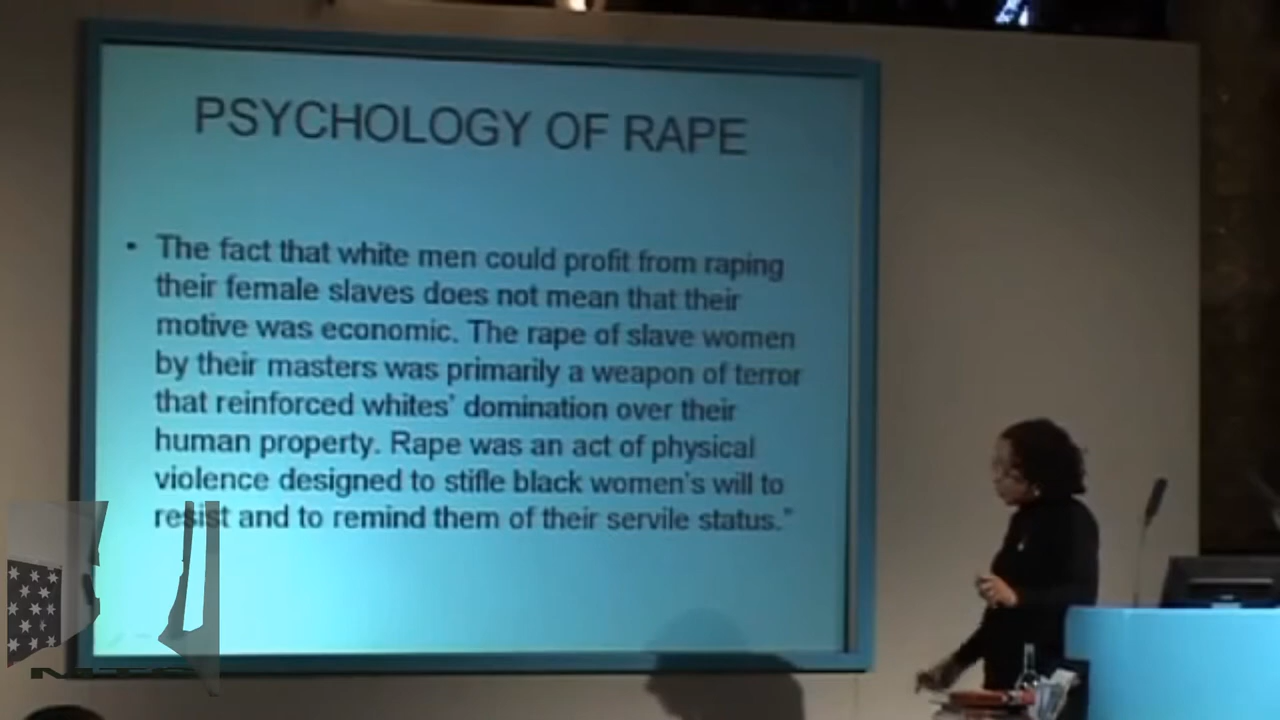 PSYCHOLOGY OF RAPE
• The fact that white men could profit from raping
their female slaves does not mean that their
motive was economic. The rape of slave women
by their masters was primarily a weapon of terror
that reinforced whites' domination over their
human property. Rape was an act of physical
violence designed to stifle black women's will to
resist and to remind them of their servile status."